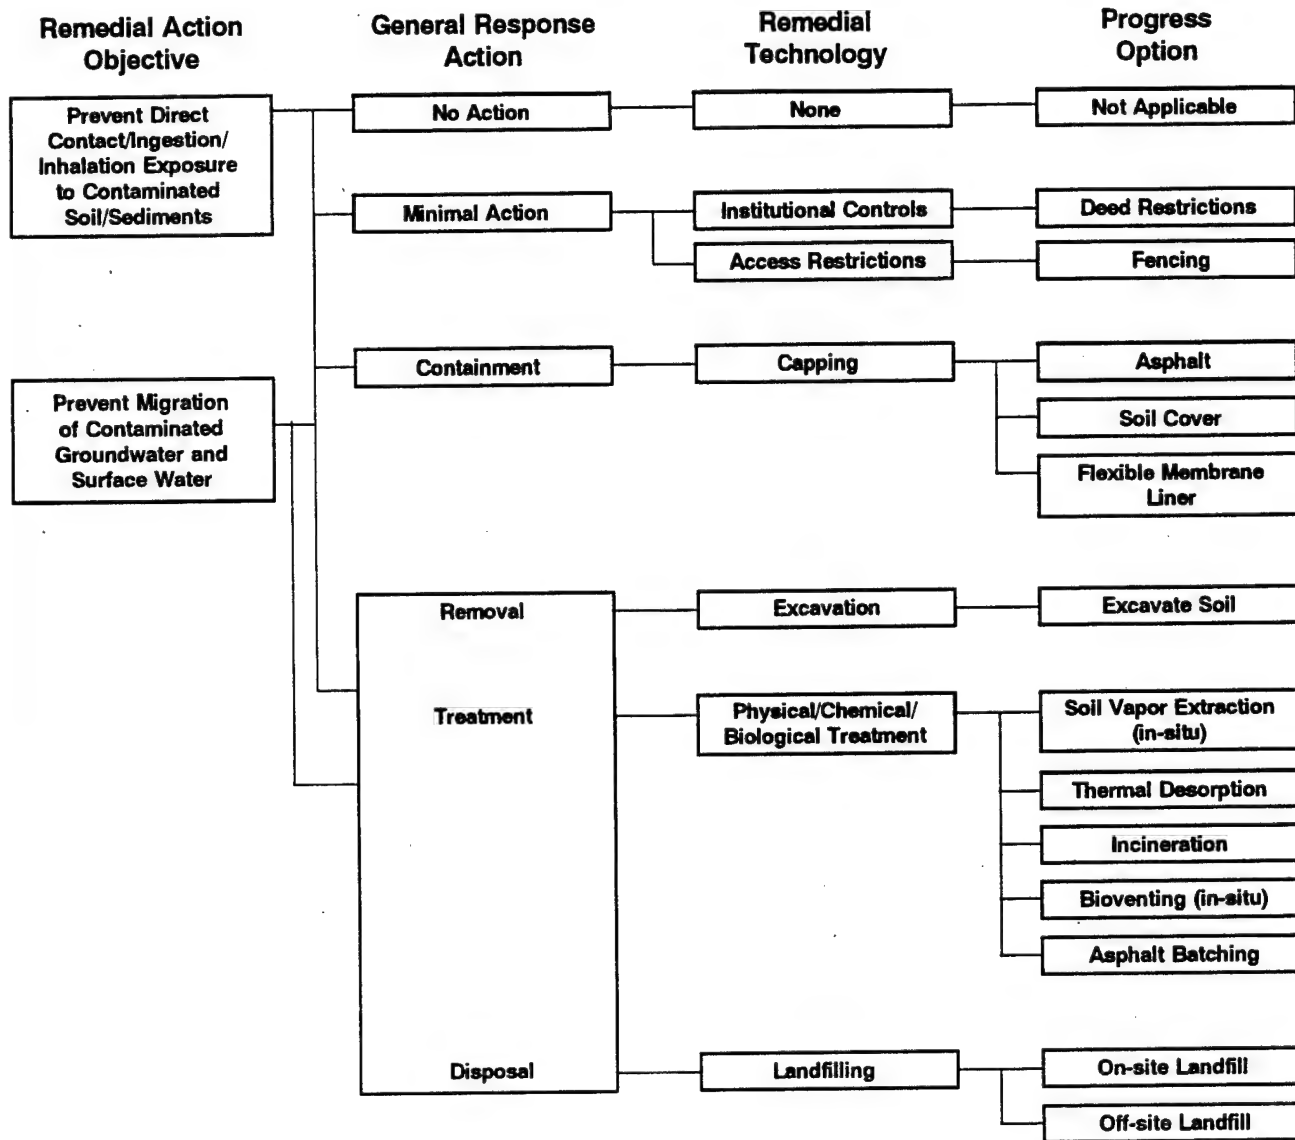 Remedial Action
Objective
General Response
Action
Remedial
Technology
Progress
Option
Prevent Direct
Contact/Ingestion/
Inhalation Exposure
to Contaminated
Soil/Sediments
No Action
None
Not Applicable
Minimal Action
Institutional Controls
Deed Restrictions
Access Restrictions
Fencing
Prevent Migration
of Contaminated
Groundwater and
Surface Water
Containment
Capping
Asphalt
Soil Cover
Flexible Membrane
Liner
Removal
Excavation
Excavate Soil
Treatment
Physical/Chemical/
Biological Treatment
Soil Vapor Extraction
(in-situ)
Thermal Desorption
Incineration
Bioventing (in-situ)
Asphalt Batching
Disposal
Landfilling
On-site Landfill
Off-site Landfill